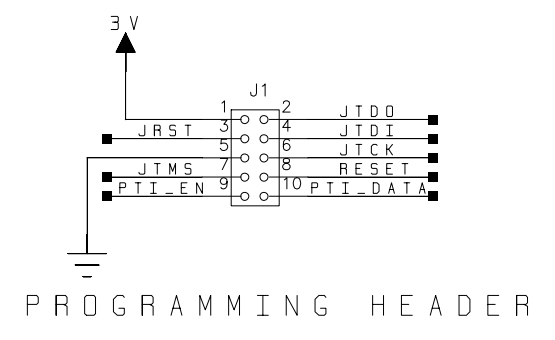 3V
J1
1 2 JTDO
JRST 3 4 JTDI
5 6 JTCK
JTMS 7 8 RESET
PTI_EN 9 10 PTI_DATA
PROGRAMMING HEADER